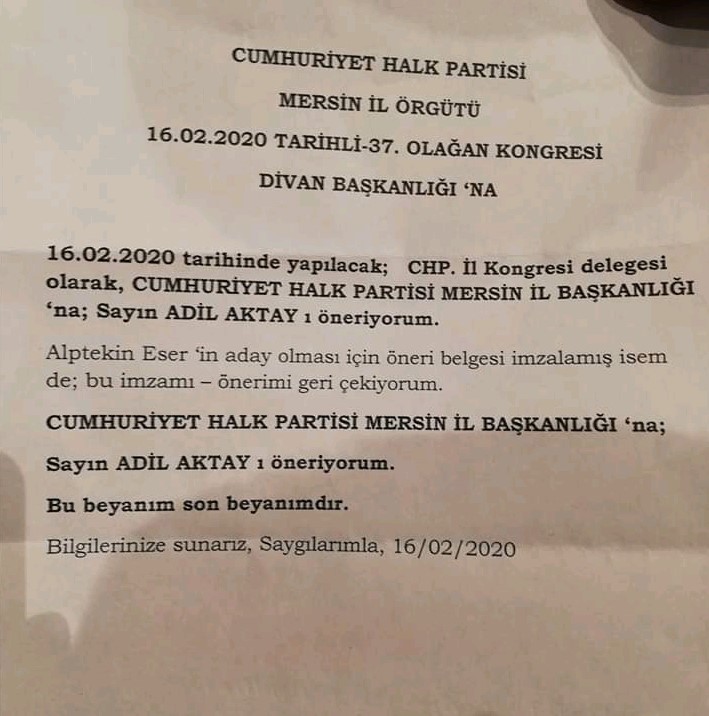 CUMHURİYET HALK PARTİSİ
MERSİN İL ÖRGÜTÜ
16.02.2020 TARİHLİ-37. OLAĞAN KONGRESİ
DİVAN BAŞKANLIĞI ‘NA
16.02.2020 tarihinde yapılacak; CHP. İl Kongresi delegesi
olarak, CUMHURİYET HALK PARTİSİ MERSİN İL BAŞKANLIĞI
‘na; Sayın ADİL AKTAY ı öneriyorum.
Alptekin Eser ‘in aday olması için öneri belgesi imzalamış isem
de; bu imzamı – önerimi geri çekiyorum.
CUMHURİYET HALK PARTİSİ MERSİN İL BAŞKANLIĞI ‘na;
Sayın ADİL AKTAY ı öneriyorum.
Bu beyanım son beyanımdır.
Bilgilerinize sunarız, Saygılarımla, 16/02/2020